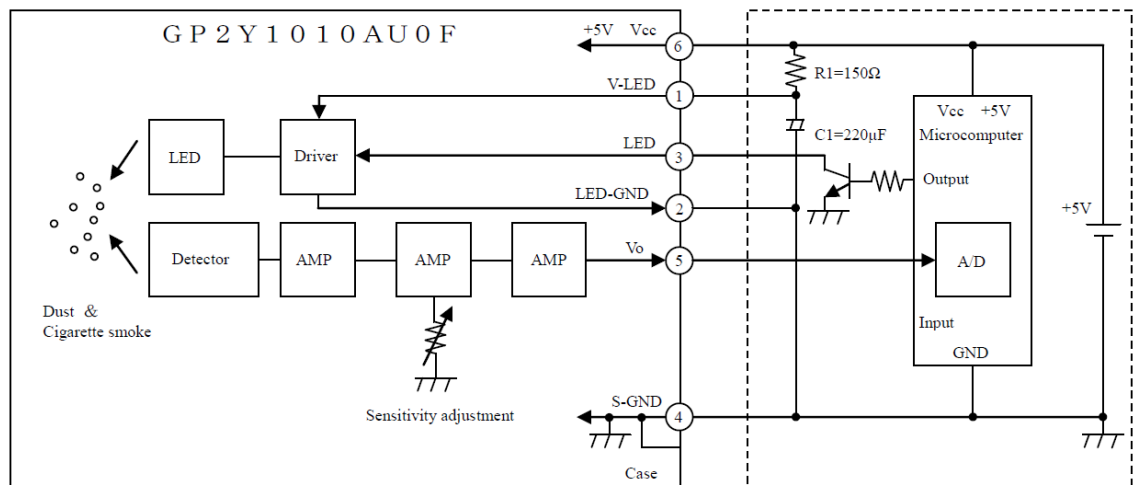 GP2Y1010AU0F
+5V Vcc
6
R1=150Ω
V-LED
1
Vcc +5V
Microcomputer
C1=220µF
LED
Driver
LED
3
Output
LED-GND
2
+5V
Detector
AMP
AMP
AMP
Vo
5
A/D
Dust &
Cigarette smoke
Input
GND
Sensitivity adjustment
S-GND
4
Case